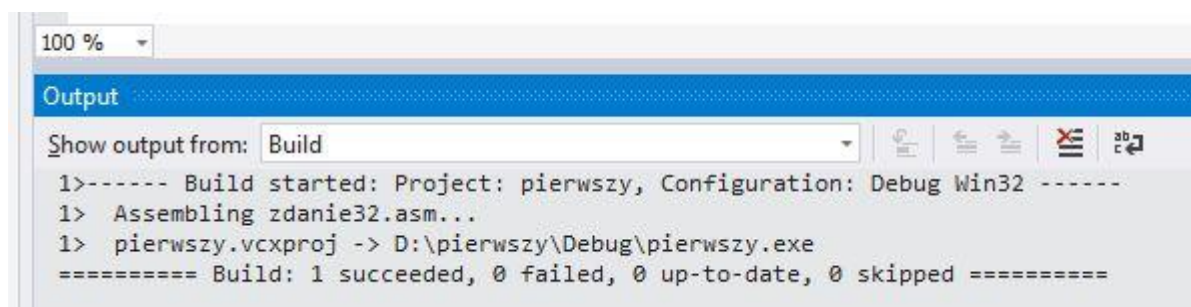 100 %
Output
Show output from: Build
1>------ Build started: Project: pierwszy, Configuration: Debug Win32 ------
1>  Assembling zdanie32.asm...
1>  pierwszy.vcxproj -> D:\pierwszy\Debug\pierwszy.exe
========== Build: 1 succeeded, 0 failed, 0 up-to-date, 0 skipped ==========